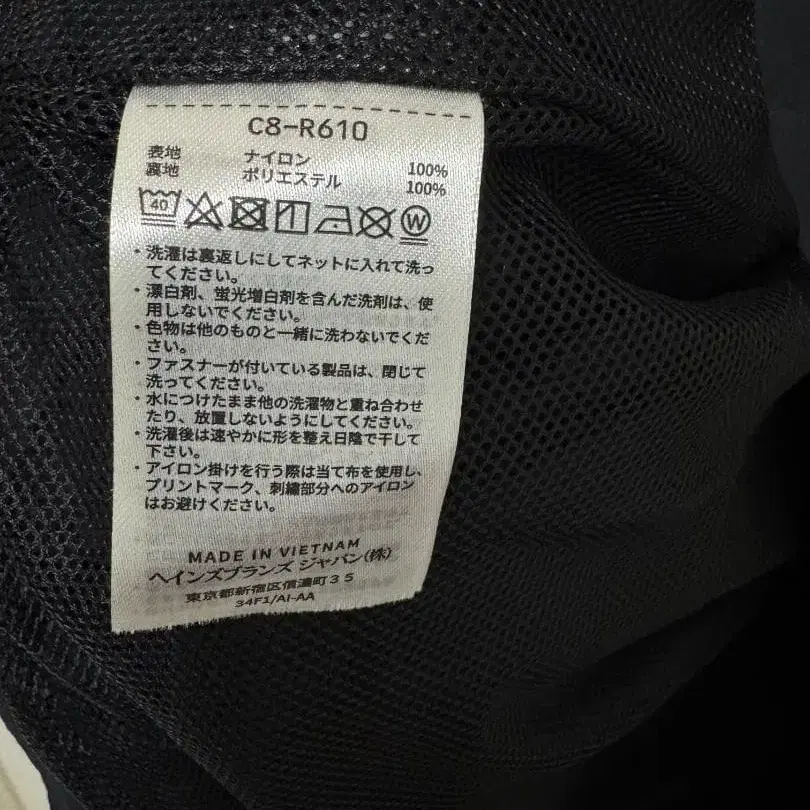 C8-R610
表地 ナイロン 100%
裏地 ポリエステル 100%
40 W
・洗濯は裏返しにしてネットに入れて洗っ
てください。
・漂白剤、蛍光増白剤を含んだ洗剤は、使
用しないでください。
・色物は他のものと一緒に洗わないでくだ
さい。
・ファスナーが付いている製品は、閉じて
洗ってください。
・水につけたまま他の洗濯物と重ね合わせ
たり、放置しないようにしてください。
・洗濯後は速やかに形を整え日陰で干して
下さい。
・アイロン掛けを行う際は当て布を使用し、
プリントマーク、刺繍部分へのアイロン
はお避けください。
MADE IN VIETNAM
ヘインズブランズ ジャパン(株)
東京都新宿区信濃町35
34F1/AI-AA